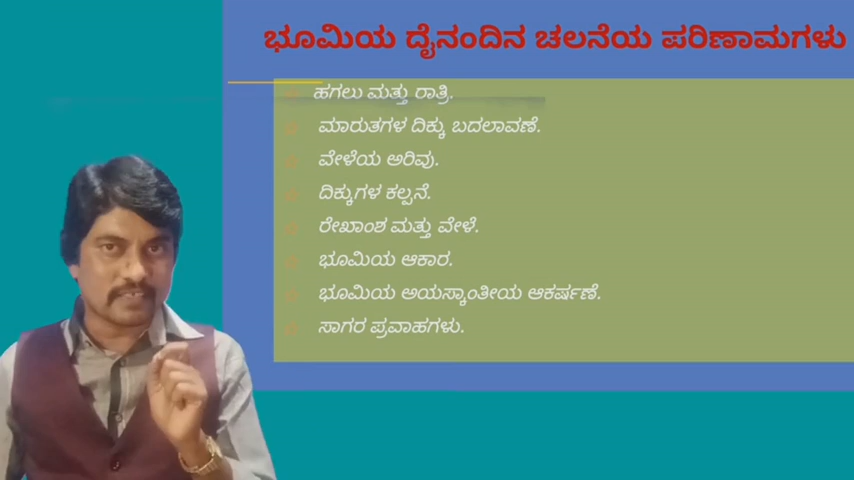 ಭೂಮಿಯ ದೈನಂದಿನ ಚಲನೆಯ ಪರಿಣಾಮಗಳು
ಹಗಲು ಮತ್ತು ರಾತ್ರಿ.
ಮಾರುತಗಳ ದಿಕ್ಕು ಬದಲಾವಣೆ.
ವೇಳೆಯ ಅರಿವು.
ದಿಕ್ಕುಗಳ ಕಲ್ಪನೆ.
ರೇಖಾಂಶ ಮತ್ತು ವೇಳೆ.
ಭೂಮಿಯ ಆಕಾರ.
ಭೂಮಿಯ ಅಯಸ್ಕಾಂತೀಯ ಆಕರ್ಷಣೆ.
ಸಾಗರ ಪ್ರವಾಹಗಳು.